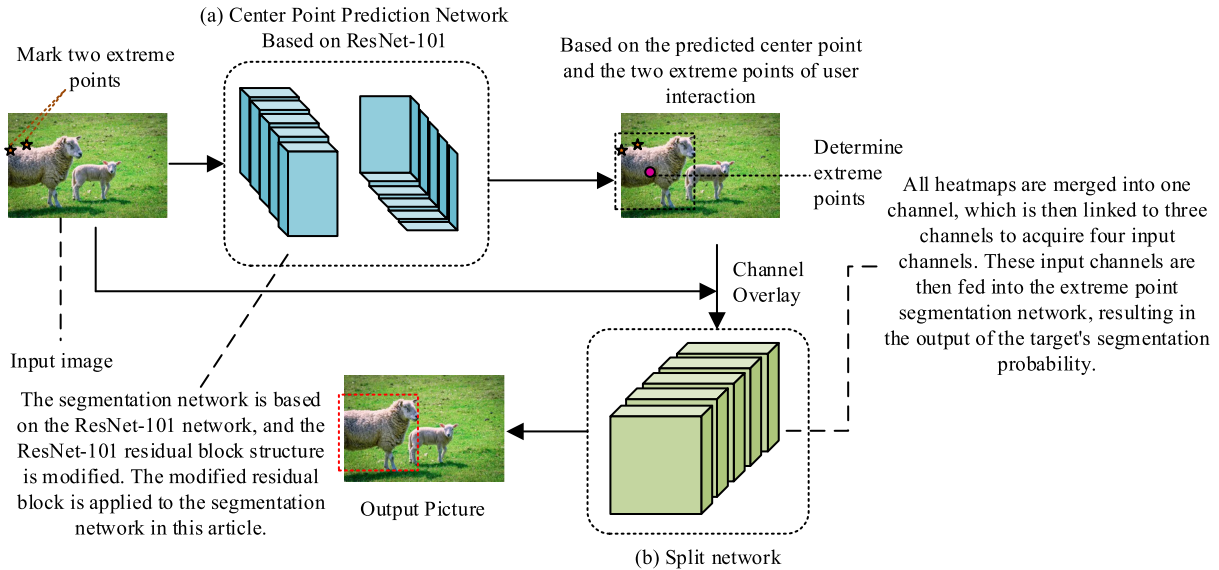 (a) Center Point Prediction Network
Based on ResNet-101
Mark two extreme
points
Based on the predicted center point
and the two extreme points of user
interaction
Determine
extreme
points
All heatmaps are merged into one
channel, which is then linked to three
channels to acquire four input
channels. These input channels are
then fed into the extreme point
segmentation network, resulting in
the output of the target's segmentation
probability.
Channel
Overlay
Input image
The segmentation network is based
on the ResNet-101 network, and the
ResNet-101 residual block structure
is modified. The modified residual
block is applied to the segmentation
network in this article.
Output Picture
(b) Split network